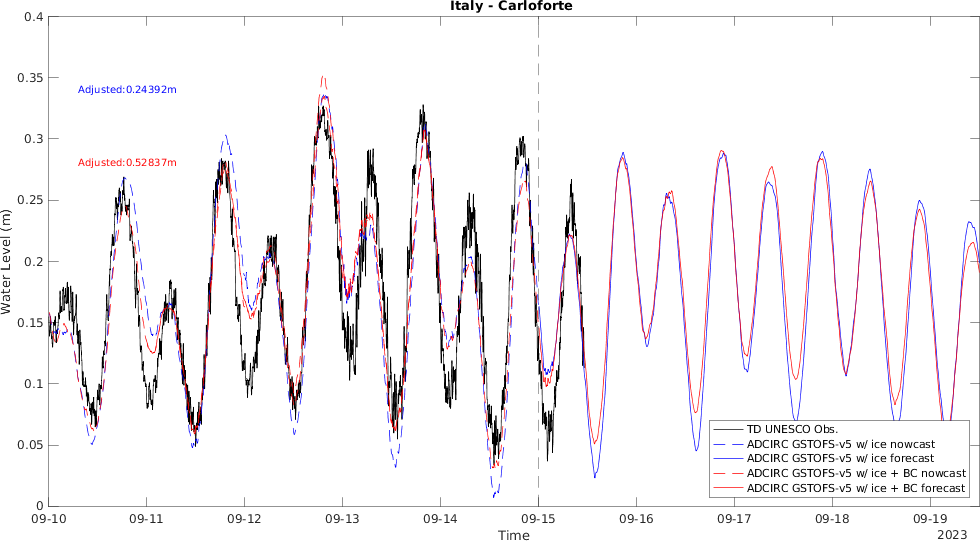 Italy - Carloforte
0.4
0.35
0.3
0.25
0.2
0.15
0.1
0.05
0
Water Level (m)
Adjusted:0.24392m
Adjusted:0.52837m
TD UNESCO Obs.
ADCIRC GSTOFS-v5 w/ ice nowcast
ADCIRC GSTOFS-v5 w/ ice forecast
ADCIRC GSTOFS-v5 w/ ice + BC nowcast
ADCIRC GSTOFS-v5 w/ ice + BC forecast
09-10 09-11 09-12 09-13 09-14 09-15 09-16 09-17 09-18 09-19
Time
2023